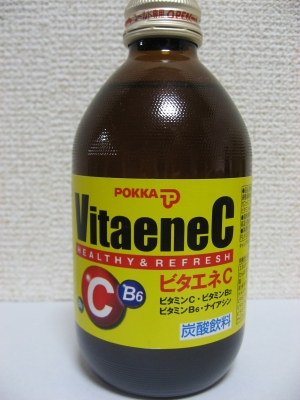 POKKA
VitaeneC
HEALTHY & REFRESH
ビタエネC
C B6
ビタミンC・ビタミンB2
ビタミンB6・ナイアシン
炭酸飲料